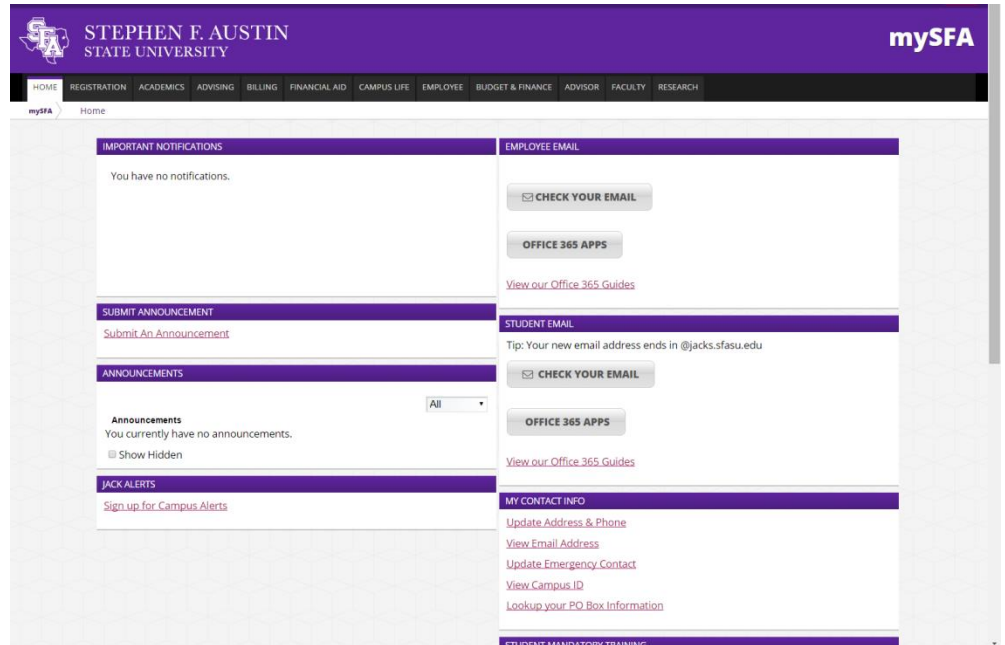 SFA
STEPHEN F. AUSTIN
STATE UNIVERSITY
mySFA
HOME REGISTRATION ACADEMICS ADVISING BILLING FINANCIAL AID CAMPUS LIFE EMPLOYEE BUDGET & FINANCE ADVISOR FACULTY RESEARCH
mySFA Home
IMPORTANT NOTIFICATIONS
You have no notifications.
SUBMIT ANNOUNCEMENT
Submit An Announcement
ANNOUNCEMENTS
All
Announcements
You currently have no announcements.
Show Hidden
JACK ALERTS
Sign up for Campus Alerts
EMPLOYEE EMAIL
CHECK YOUR EMAIL
OFFICE 365 APPS
View our Office 365 Guides
STUDENT EMAIL
Tip: Your new email address ends in @jacks.sfasu.edu
CHECK YOUR EMAIL
OFFICE 365 APPS
View our Office 365 Guides
MY CONTACT INFO
Update Address & Phone
View Email Address
Update Emergency Contact
View Campus ID
Lookup your PO Box Information
STUDENT MANDATORY TRAINING